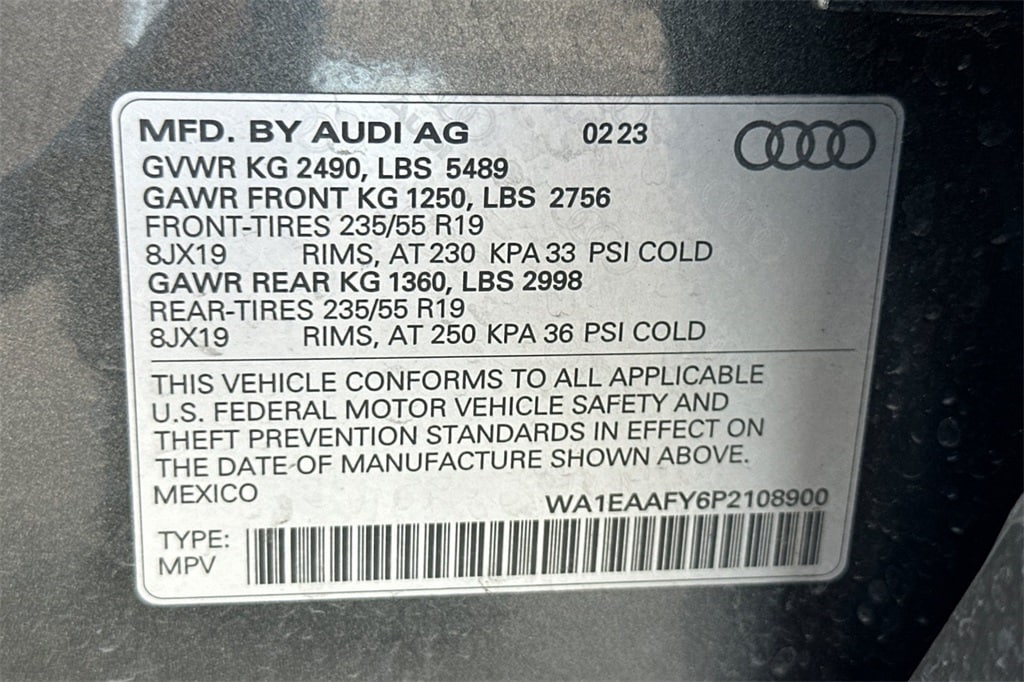 MFD. BY AUDI AG 02 23
GVWR KG 2490, LBS 5489
GAWR FRONT KG 1250, LBS 2756
FRONT-TIRES 235/55 R19
8JX19 RIMS, AT 230 KPA 33 PSI COLD
GAWR REAR KG 1360, LBS 2998
REAR-TIRES 235/55 R19
8JX19 RIMS, AT 250 KPA 36 PSI COLD
THIS VEHICLE CONFORMS TO ALL APPLICABLE
U.S. FEDERAL MOTOR VEHICLE SAFETY AND
THEFT PREVENTION STANDARDS IN EFFECT ON
THE DATE OF MANUFACTURE SHOWN ABOVE.
MEXICO WA1EAAFY6P2108900
TYPE:
MPV